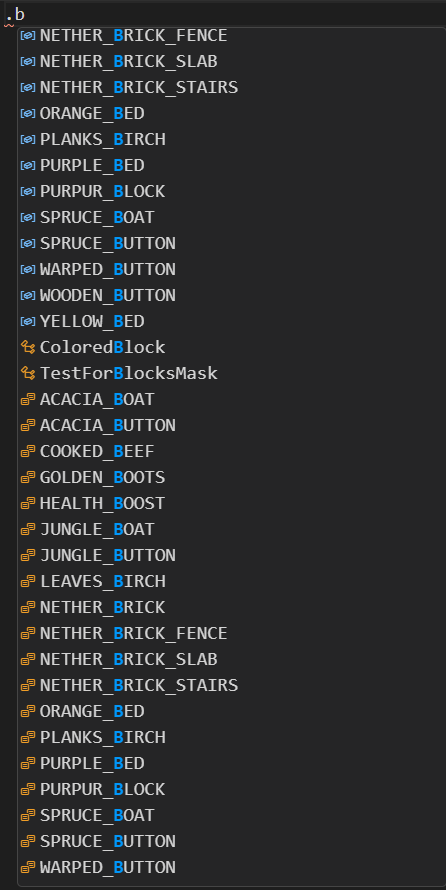 .b
NETHER_BRICK_FENCE
NETHER_BRICK_SLAB
NETHER_BRICK_STAIRS
ORANGE_BED
PLANKS_BIRCH
PURPLE_BED
PURPUR_BLOCK
SPRUCE_BOAT
SPRUCE_BUTTON
WARPED_BUTTON
WOODEN_BUTTON
YELLOW_BED
ColoredBlock
TestForBlocksMask
ACACIA_BOAT
ACACIA_BUTTON
COOKED_BEEF
GOLDEN_BOOTS
HEALTH_BOOST
JUNGLE_BOAT
JUNGLE_BUTTON
LEAVES_BIRCH
NETHER_BRICK
NETHER_BRICK_FENCE
NETHER_BRICK_SLAB
NETHER_BRICK_STAIRS
ORANGE_BED
PLANKS_BIRCH
PURPLE_BED
PURPUR_BLOCK
SPRUCE_BOAT
SPRUCE_BUTTON
WARPED_BUTTON